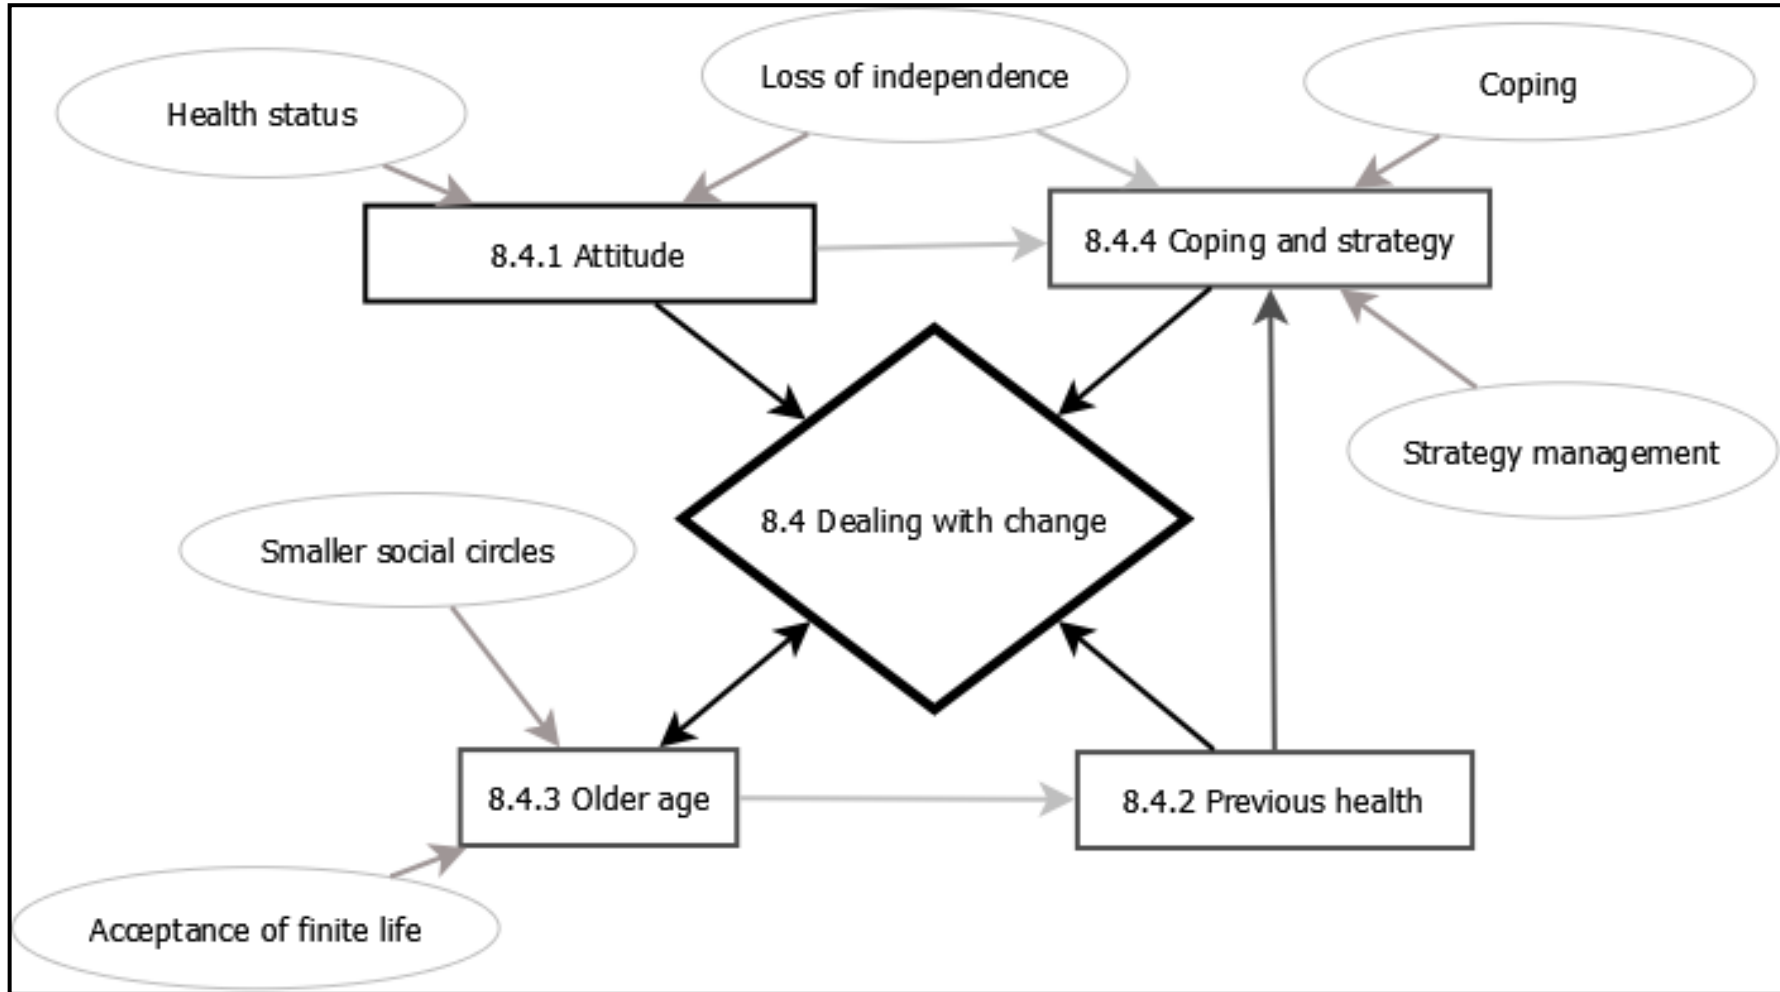 Loss of independence
Coping
Health status
8.4.1 Attitude
8.4.4 Coping and strategy
Strategy management
8.4 Dealing with change
Smaller social circles
8.4.3 Older age
8.4.2 Previous health
Acceptance of finite life